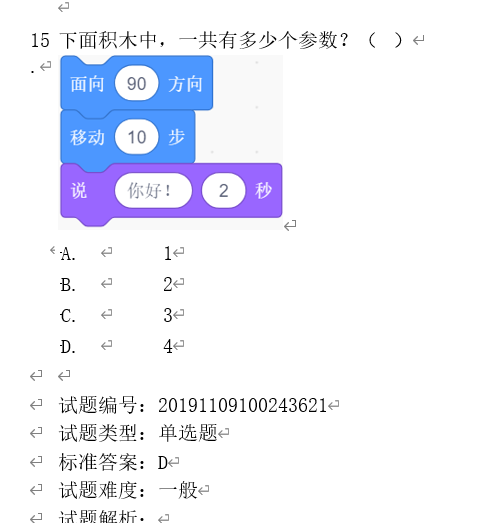 15 下面积木中，一共有多少个参数？（ ）
.
面向 90 方向
移动 10 步
说 你好！ 2 秒
A. 1
B. 2
C. 3
D. 4
试题编号：20191109100243621
试题类型：单选题
标准答案：D
试题难度：一般
试题解析：